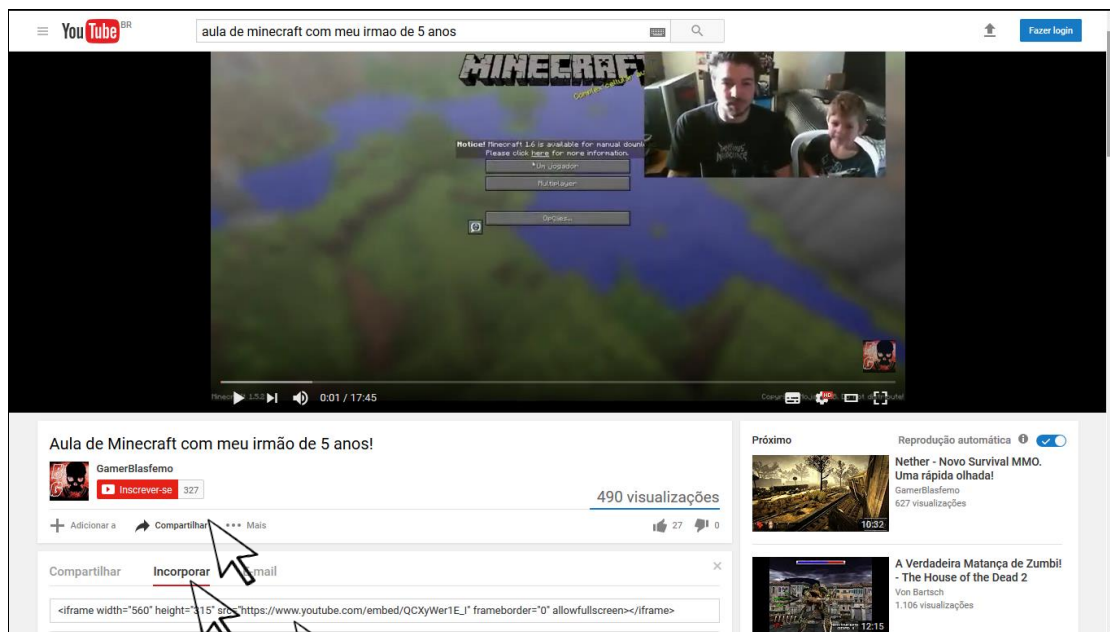 YouTube BR
aula de minecraft com meu irmao de 5 anos
Fazer login
MINECRAFT
Notice! Minecraft 1.6 is available for manual downl
Please click here for more information.
Um jogador
Multiplayer
Opções...
0:01 / 17:45
HD
Aula de Minecraft com meu irmão de 5 anos!
GamerBlasfemo
Inscrever-se 327
490 visualizações
Adicionar a Compartilhar Mais
27 0
Compartilhar Incorporar E-mail
<iframe width="560" height="315" src="https://www.youtube.com/embed/QCXyWer1E_I" frameborder="0" allowfullscreen></iframe>
Próximo Reprodução automática
Nether - Novo Survival MMO.
Uma rápida olhada!
GamerBlasfemo
627 visualizações
10:32
A Verdadeira Matança de Zumbi!
- The House of the Dead 2
Von Bartsch
1.106 visualizações
12:15